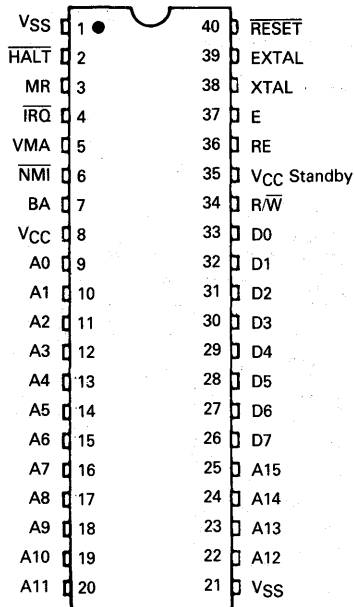 VSS 1 40 RESET
HALT 2 39 EXTAL
MR 3 38 XTAL
IRQ 4 37 E
VMA 5 36 RE
NMI 6 35 VCC Standby
BA 7 34 R/W
VCC 8 33 D0
A0 9 32 D1
A1 10 31 D2
A2 11 30 D3
A3 12 29 D4
A4 13 28 D5
A5 14 27 D6
A6 15 26 D7
A7 16 25 A15
A8 17 24 A14
A9 18 23 A13
A10 19 22 A12
A11 20 21 VSS